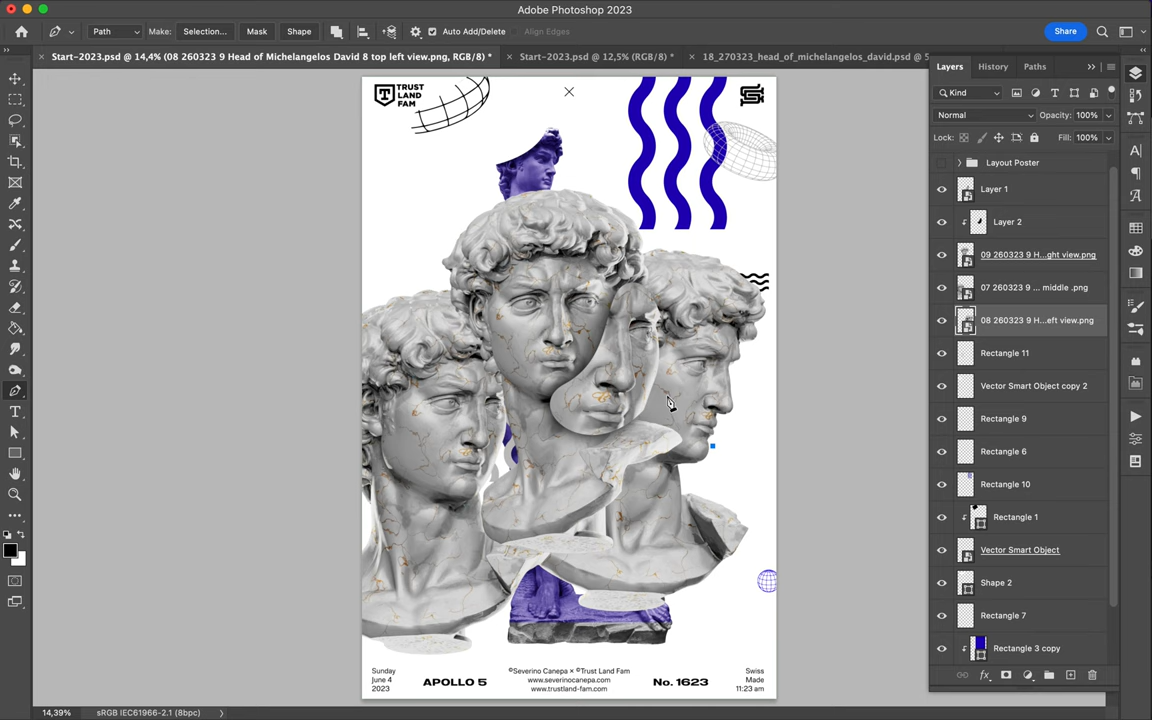 Adobe Photoshop 2023
Path
Make:
Selection...
Mask
Shape
Auto Add/Delete
Align Edges
Share
Start-2023.psd @ 14,4% (08 260323 9 Head of Michelangelos David 8 top left view.png, RGB/8) *
Start-2023.psd @ 12,5% (RGB/8) *
18_270323_head_of_michelangelos_david.psd @
Layers
History
Paths
Kind
Normal
Opacity: 100%
Lock:
Fill: 100%
Layout Poster
Layer 1
Layer 2
09 260323 9 H...ght view.png
07 260323 9 ... middle .png
08 260323 9 H...eft view.png
Rectangle 11
Vector Smart Object copy 2
Rectangle 9
Rectangle 6
Rectangle 10
Rectangle 1
Vector Smart Object
Shape 2
Rectangle 7
Rectangle 3 copy
TRUST
LAND
FAM
Sunday
June 4
2023
APOLLO 5
©Severino Canepa × ©Trust Land Fam
www.severinocanepa.com
www.trustland-fam.com
No. 1623
Swiss
Made
11:23 am
14,39%
sRGB IEC61966-2.1 (8bpc)